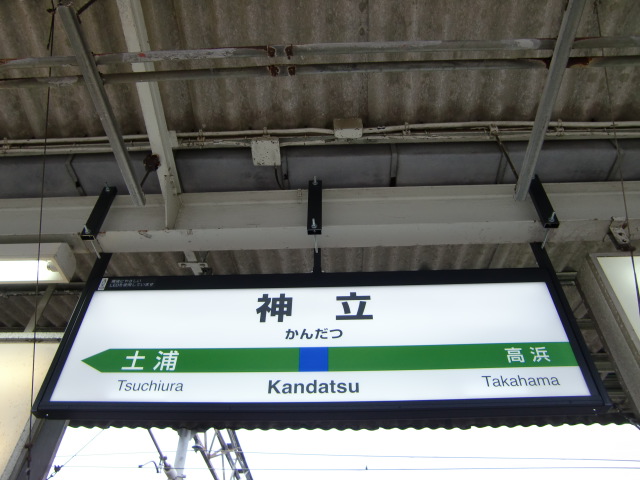 神立
かんだつ
土浦
高浜
Tsuchiura
Kandatsu
Takahama